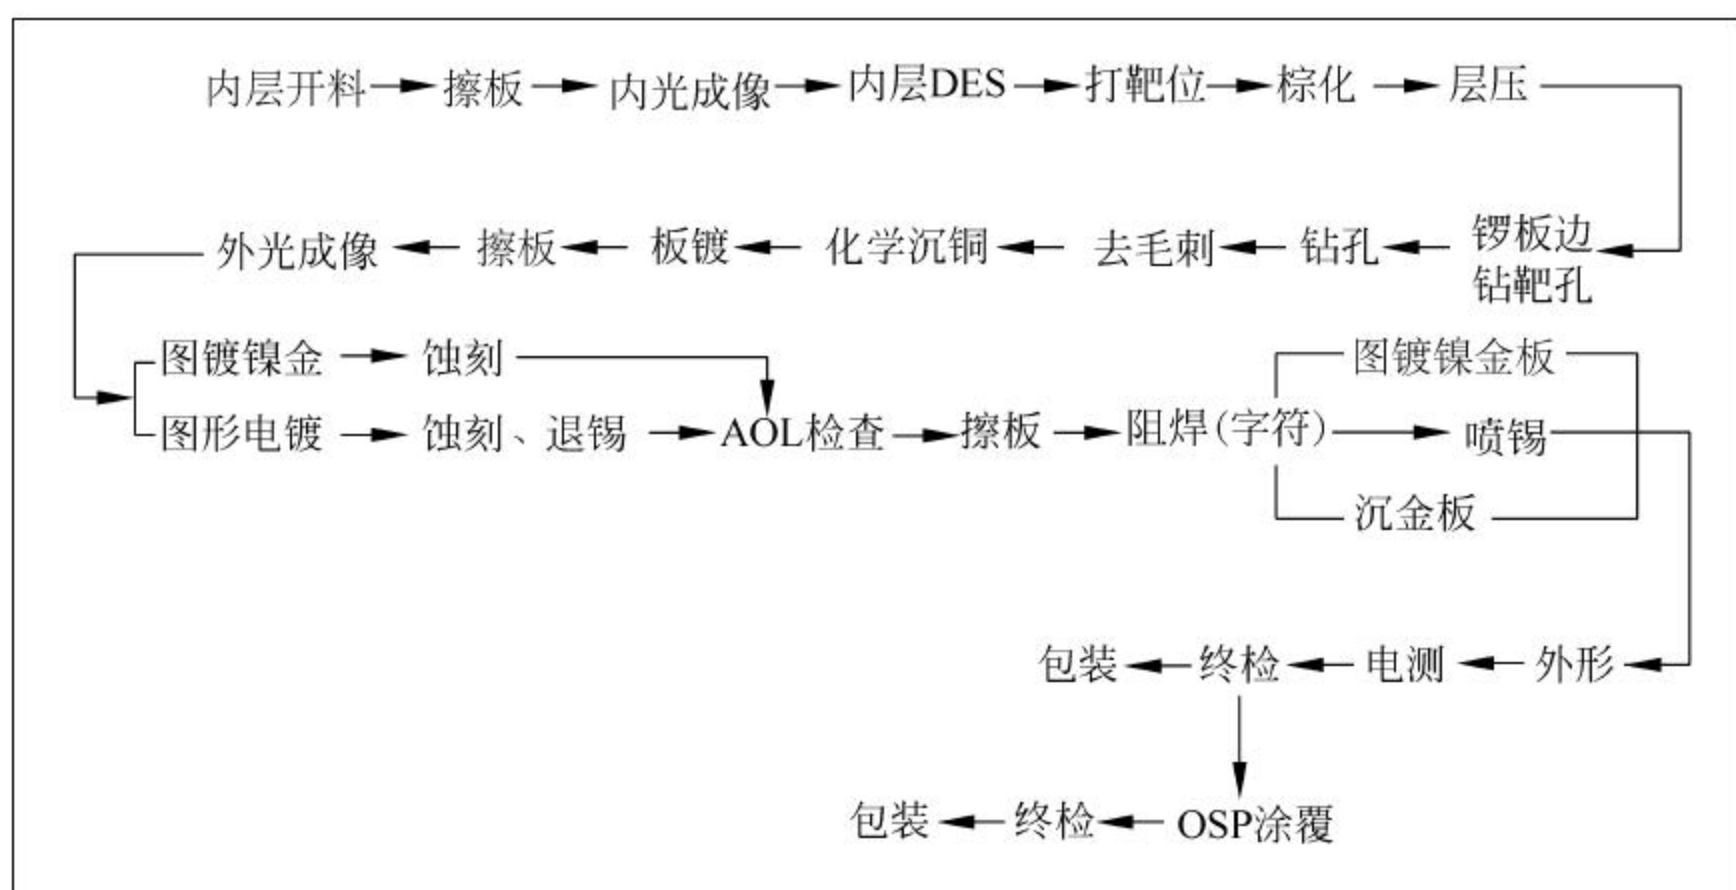 内层开料 擦板 内光成像 内层DES 打靶位 棕化 层压
外光成像 擦板 板镀 化学沉铜 去毛刺 钻孔 锣板边
钻靶孔
图镀镍金 蚀刻 图镀镍金板
图形电镀 蚀刻、退锡 AOL检查 擦板 阻焊(字符) 喷锡
沉金板
包装 终检 电测 外形
包装 终检 OSP涂覆